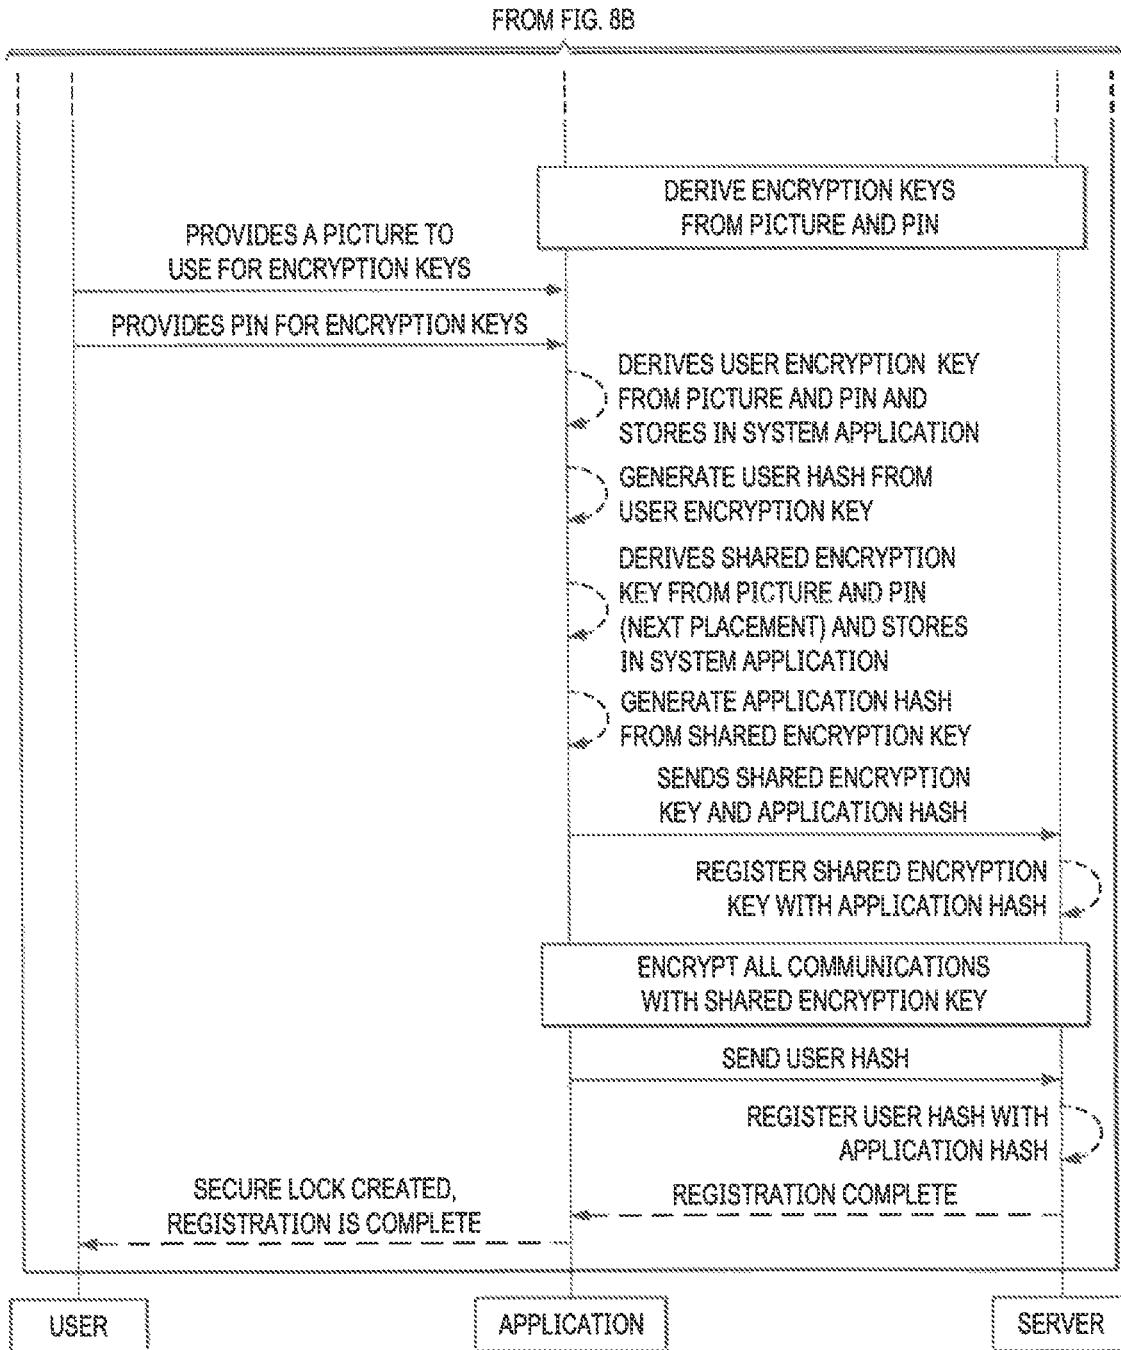 FROM FIG. 8B
DERIVE ENCRYPTION KEYS
FROM PICTURE AND PIN
PROVIDES A PICTURE TO
USE FOR ENCRYPTION KEYS
PROVIDES PIN FOR ENCRYPTION KEYS
DERIVES USER ENCRYPTION KEY
FROM PICTURE AND PIN AND
STORES IN SYSTEM APPLICATION
GENERATE USER HASH FROM
USER ENCRYPTION KEY
DERIVES SHARED ENCRYPTION
KEY FROM PICTURE AND PIN
(NEXT PLACEMENT) AND STORES
IN SYSTEM APPLICATION
GENERATE APPLICATION HASH
FROM SHARED ENCRYPTION KEY
SENDS SHARED ENCRYPTION
KEY AND APPLICATION HASH
REGISTER SHARED ENCRYPTION
KEY WITH APPLICATION HASH
ENCRYPT ALL COMMUNICATIONS
WITH SHARED ENCRYPTION KEY
SEND USER HASH
REGISTER USER HASH WITH
APPLICATION HASH
REGISTRATION COMPLETE
SECURE LOCK CREATED,
REGISTRATION IS COMPLETE
USER
APPLICATION
SERVER